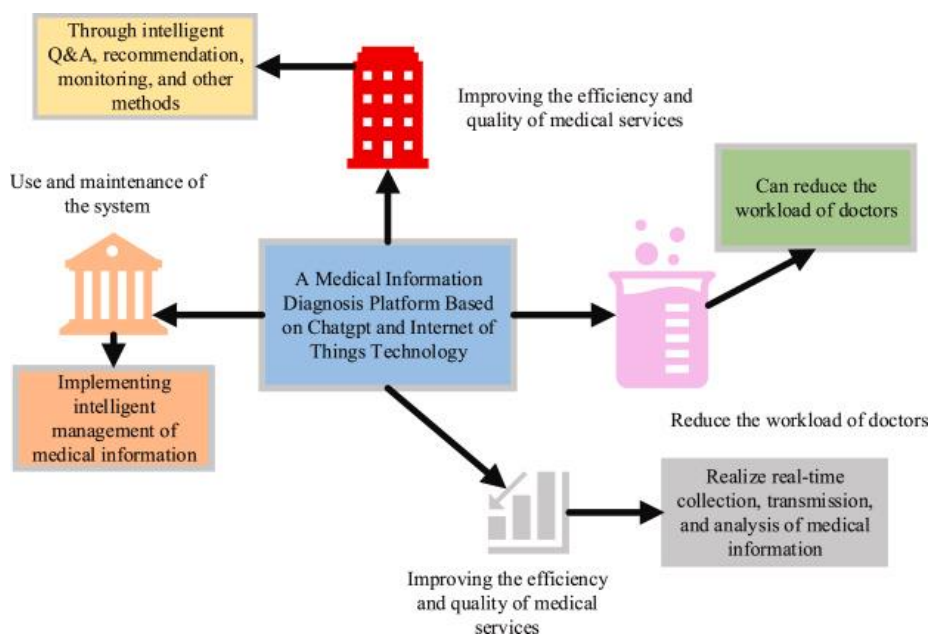 Through intelligent
Q&A, recommendation,
monitoring, and other
methods
Improving the efficiency and
quality of medical services
Use and maintenance of
the system
Can reduce the
workload of doctors
A Medical Information
Diagnosis Platform Based
on Chatgpt and Internet of
Things Technology
Implementing
intelligent
management of
medical information
Reduce the workload of doctors
Realize real-time
collection, transmission,
and analysis of medical
information
Improving the efficiency
and quality of medical
services